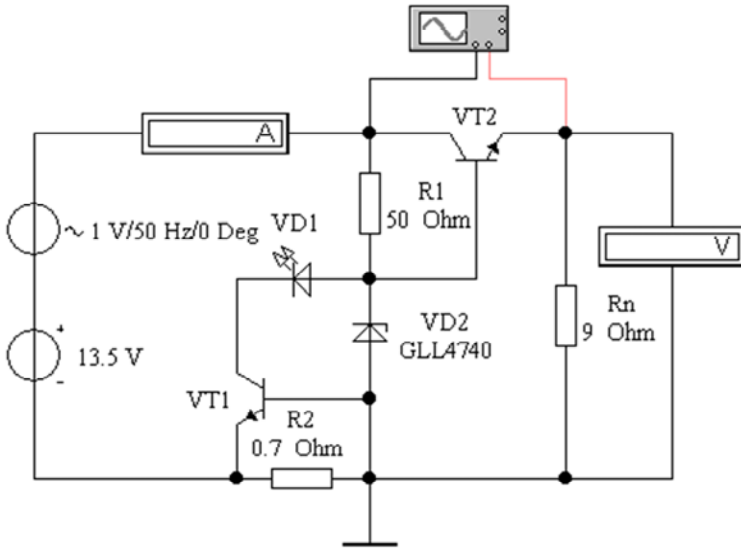 VT2
A
R1
50 Ohm
~ 1 V/50 Hz/0 Deg
VD1
V
Rn
9 Ohm
VD2
GLL4740
+
13.5 V
-
VT1
R2
0.7 Ohm